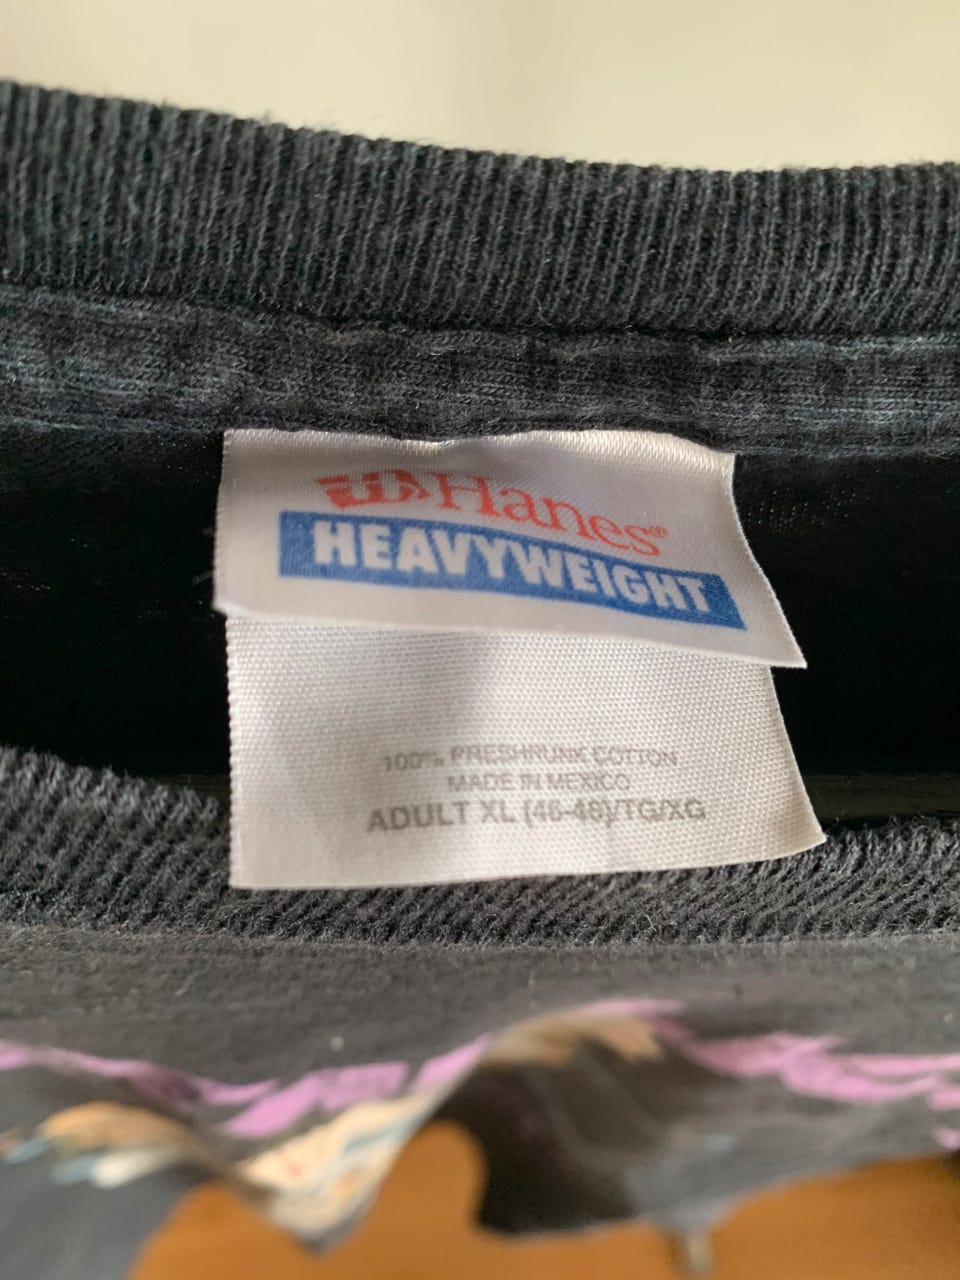 Hanes®
HEAVYWEIGHT
100% PRESHRUNK COTTON
MADE IN MEXICO
ADULT XL (46-48)/TG/XG